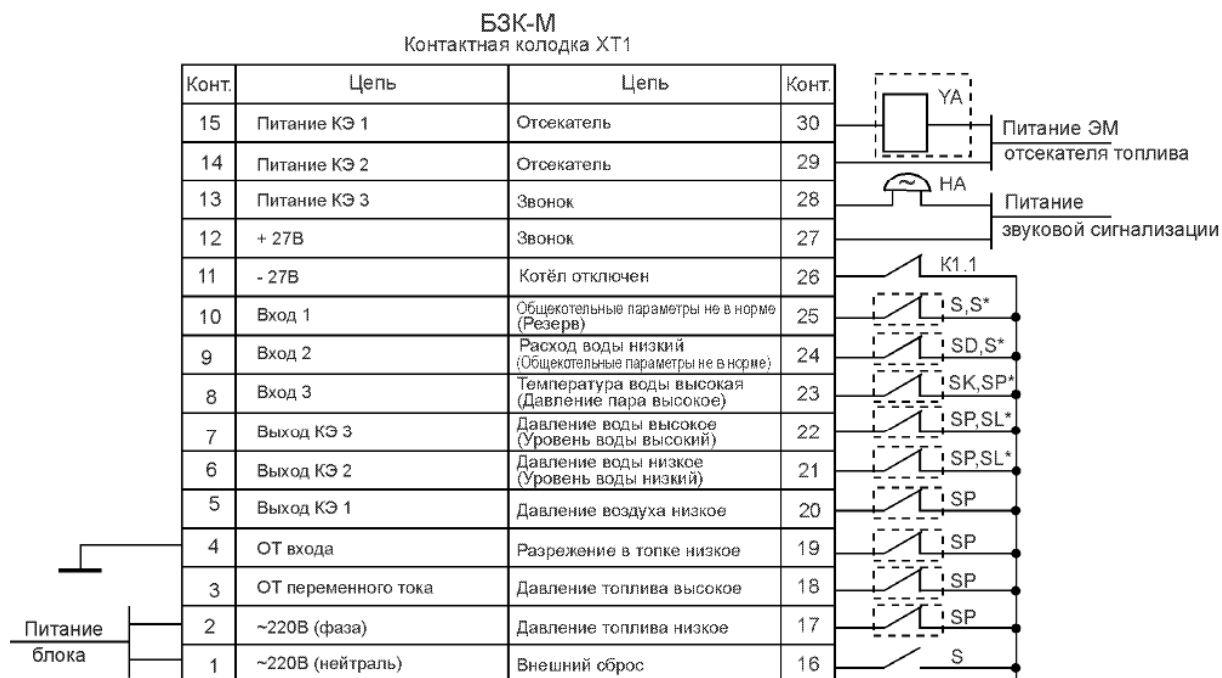 БЗК-М
Контактная колодка ХТ1
Конт. Цепь Цепь Конт.
15 Питание КЭ 1 Отсекатель 30
YA
Питание ЭМ
отсекателя топлива
14 Питание КЭ 2 Отсекатель 29
13 Питание КЭ 3 Звонок 28
HA
Питание
звуковой сигнализации
12 + 27В Звонок 27
11 - 27В Котёл отключен 26 К1.1
10 Вход 1 Общекотельные параметры не в норме 25 S,S*
(Резерв)
9 Вход 2 Расход воды низкий 24 SD,S*
(Общекотельные параметры не в норме)
8 Вход 3 Температура воды высокая 23 SK,SP*
(Давление пара высокое)
7 Выход КЭ 3 Давление воды высокое 22 SP,SL*
(Уровень воды высокий)
6 Выход КЭ 2 Давление воды низкое 21 SP,SL*
(Уровень воды низкий)
5 Выход КЭ 1 Давление воздуха низкое 20 SP
4 ОТ входа Разрежение в топке низкое 19 SP
3 ОТ переменного тока Давление топлива высокое 18 SP
2 ~220В (фаза) Давление топлива низкое 17 SP
Питание
блока
1 ~220В (нейтраль) Внешний сброс 16 S